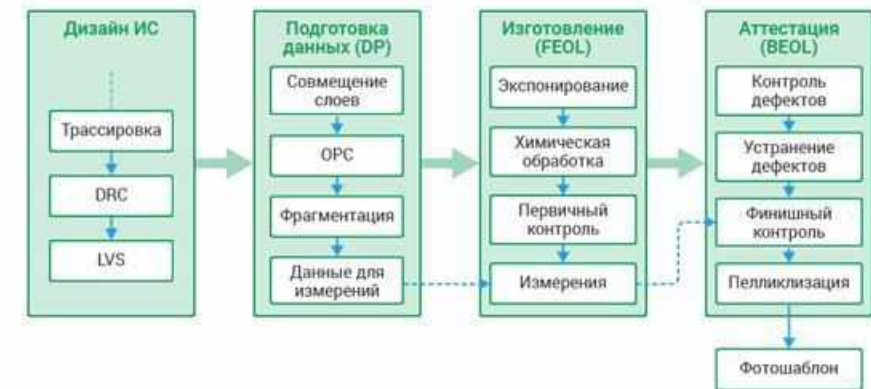 Дизайн ИС
Трассировка
DRC
LVS
Подготовка
данных (DP)
Совмещение
слоев
OPC
Фрагментация
Данные для
измерений
Изготовление
(FEOL)
Экспонирование
Химическая
обработка
Первичный
контроль
Измерения
Аттестация
(BEOL)
Контроль
дефектов
Устранение
дефектов
Финишный
контроль
Пелликлизация
Фотошаблон